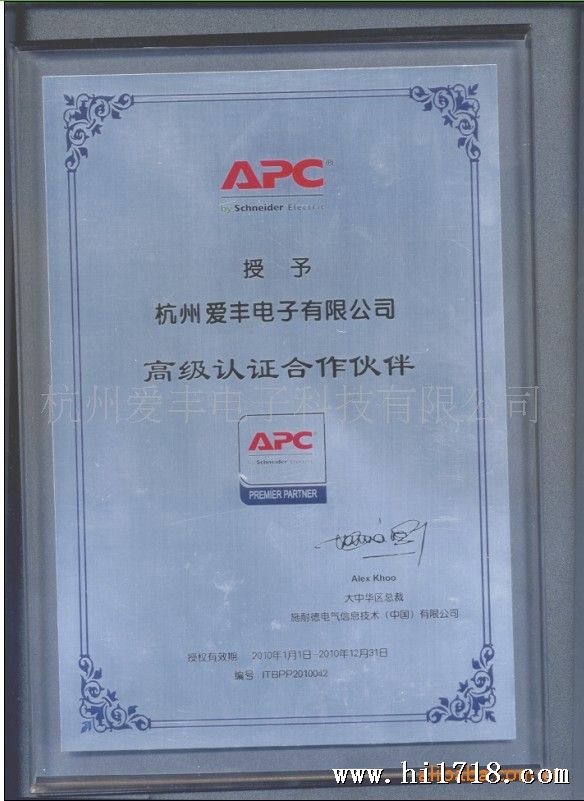 APC®
by Schneider Electric
授 予
杭州爱丰电子有限公司
高级认证合作伙伴
杭州爱丰电子科技有限公司
APC
by Schneider Electric
PREMIER PARTNER
Alex Khoo
大中华区总裁
施耐德电气信息技术（中国）有限公司
授权有效期 2010年1月1日-2010年12月31日
编号 ITBPP2010042
www.hi1718.com